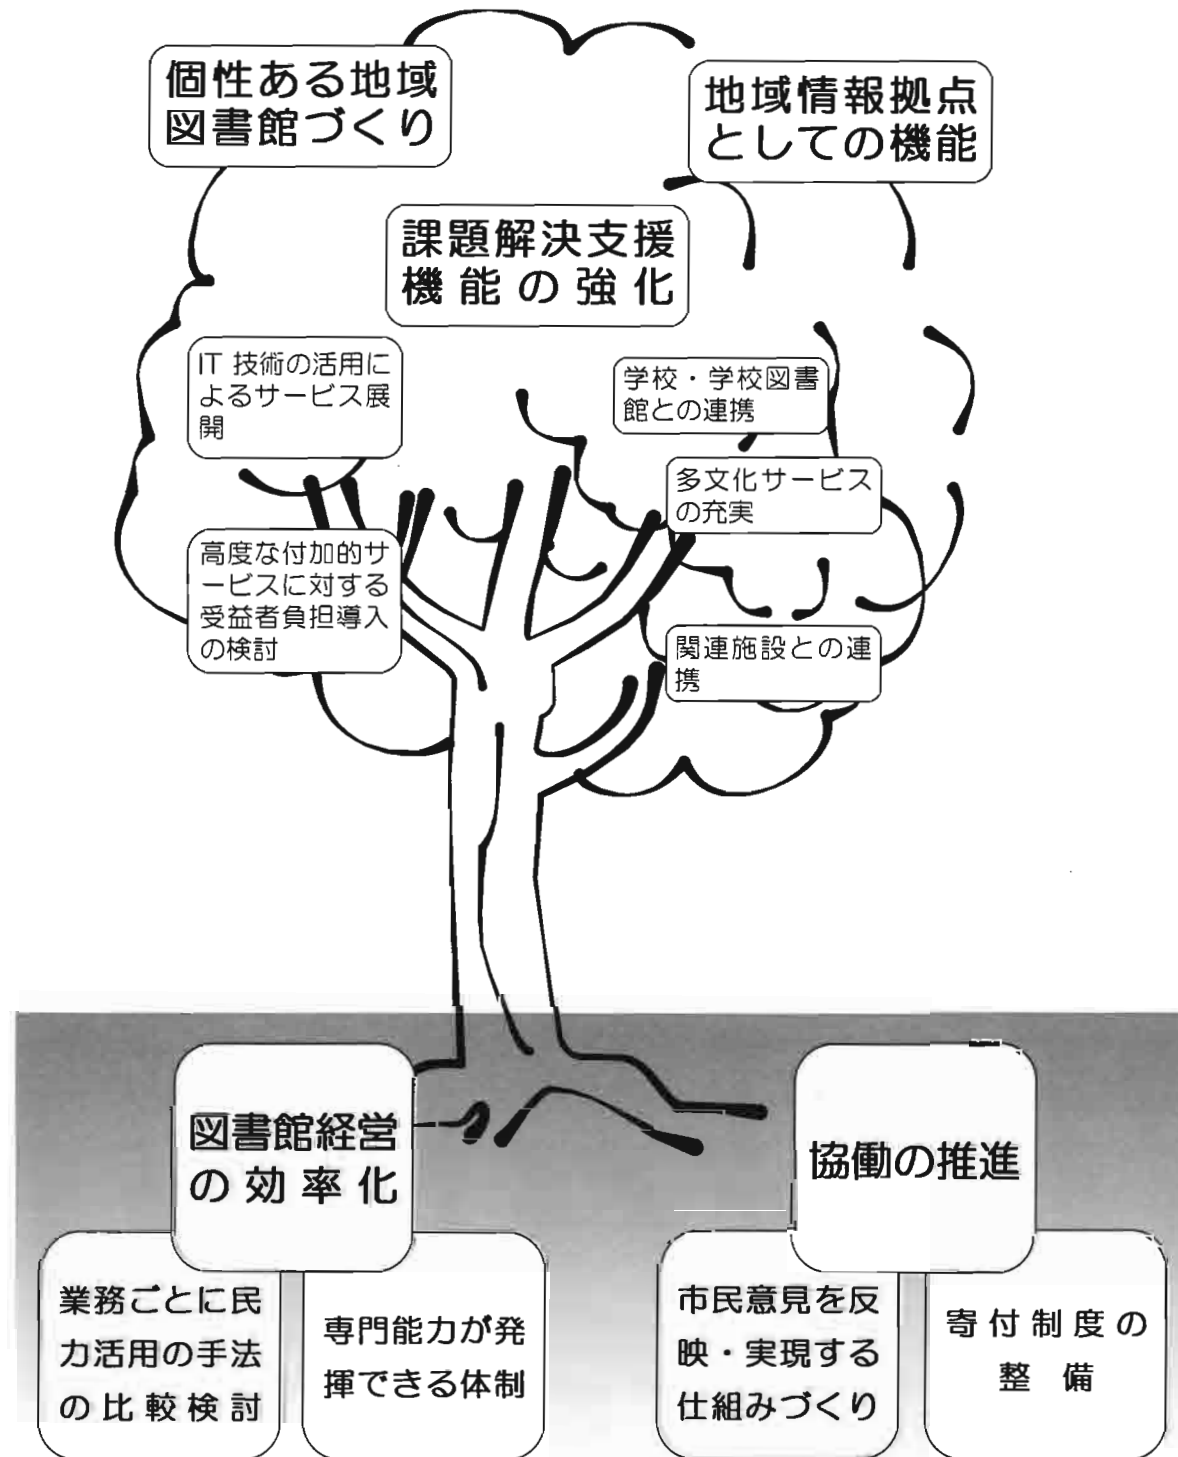 個性ある地域
図書館づくり
地域情報拠点
としての機能
課題解決支援
機能の強化
IT 技術の活用に
よるサービス展
開
学校・学校図書
館との連携
多文化サービス
の充実
高度な付加的サ
ービスに対する
受益者負担導入
の検討
関連施設との連
携
図書館経営
の効率化
協働の推進
業務ごとに民
力活用の手法
の比較検討
専門能力が発
揮できる体制
市民意見を反
映・実現する
仕組みづくり
寄付制度の
整備